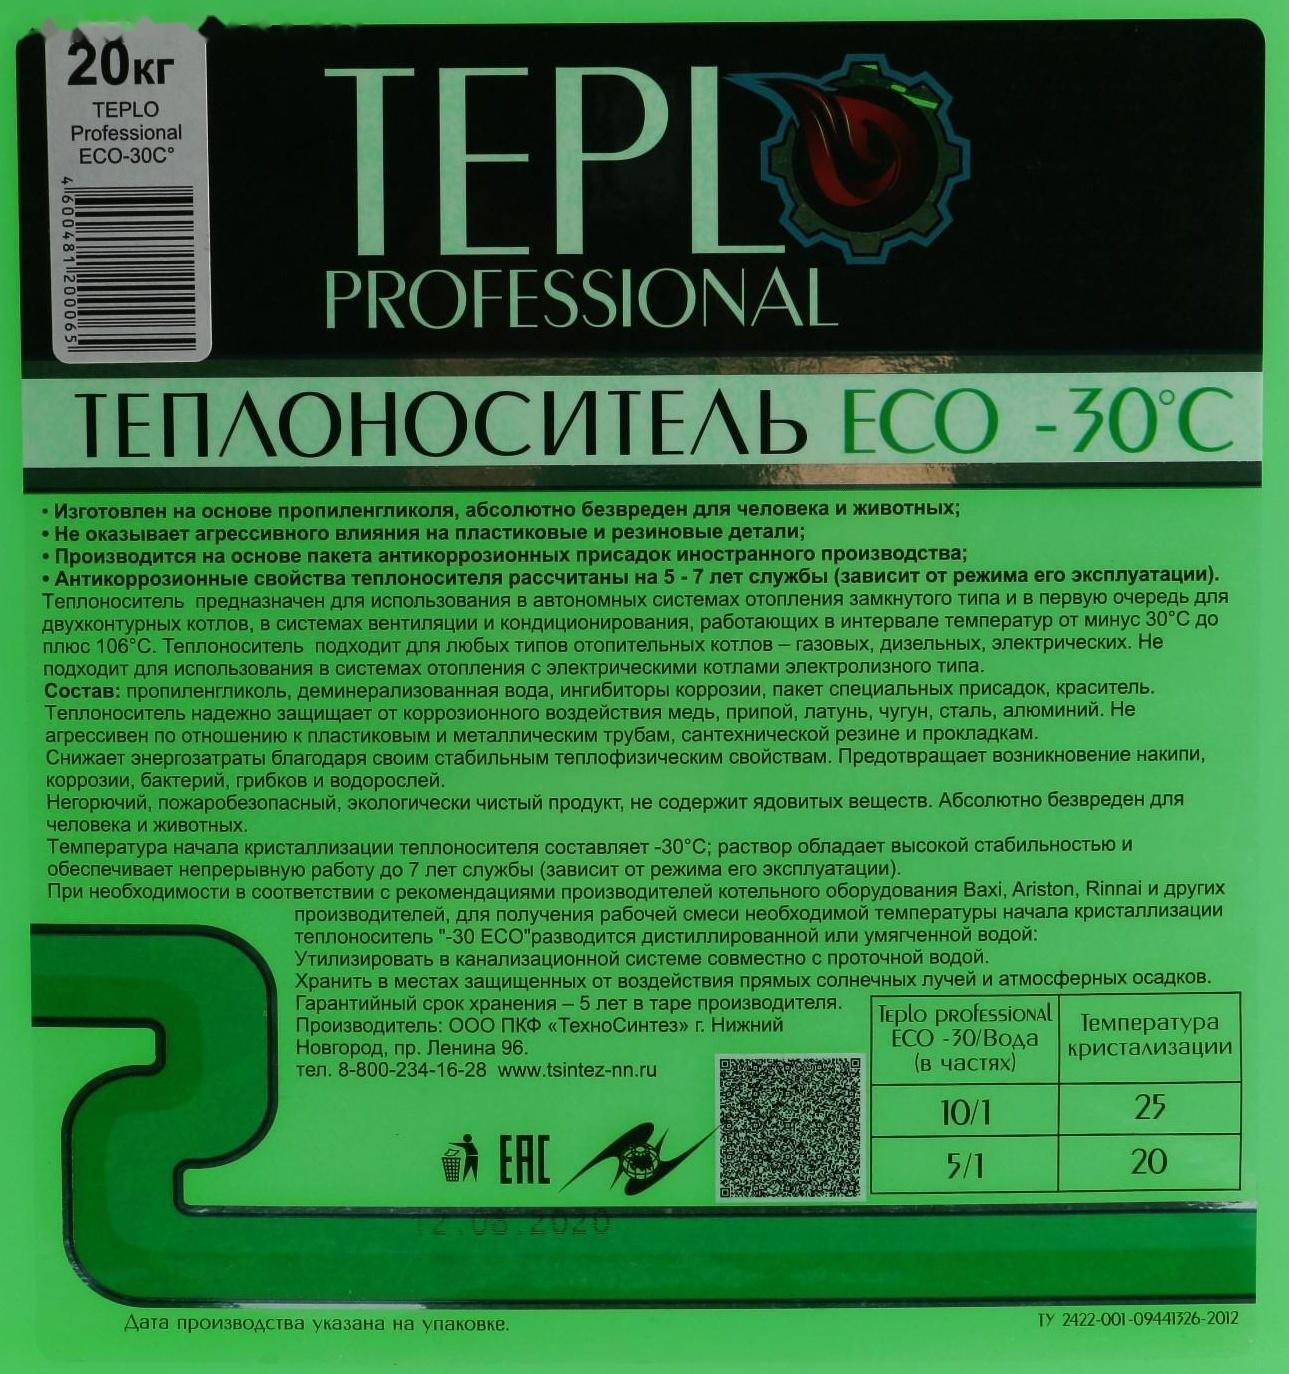 20кг
TEPLO
Professional
ECO-30C°
4600481200065
TEPLO
PROFESSIONAL
ТЕПЛОНОСИТЕЛЬ ECO -30°C
• Изготовлен на основе пропиленгликоля, абсолютно безвреден для человека и животных;
• Не оказывает агрессивного влияния на пластиковые и резиновые детали;
• Производится на основе пакета антикоррозионных присадок иностранного производства;
• Антикоррозионные свойства теплоносителя рассчитаны на 5 - 7 лет службы (зависит от режима его эксплуатации).
Теплоноситель предназначен для использования в автономных системах отопления замкнутого типа и в первую очередь для
двухконтурных котлов, в системах вентиляции и кондиционирования, работающих в интервале температур от минус 30°С до
плюс 106°С. Теплоноситель подходит для любых типов отопительных котлов – газовых, дизельных, электрических. Не
подходит для использования в системах отопления с электрическими котлами электролизного типа.
Состав: пропиленгликоль, деминерализованная вода, ингибиторы коррозии, пакет специальных присадок, краситель.
Теплоноситель надежно защищает от коррозионного воздействия медь, припой, латунь, чугун, сталь, алюминий. Не
агрессивен по отношению к пластиковым и металлическим трубам, сантехнической резине и прокладкам.
Снижает энергозатраты благодаря своим стабильным теплофизическим свойствам. Предотвращает возникновение накипи,
коррозии, бактерий, грибков и водорослей.
Негорючий, пожаробезопасный, экологически чистый продукт, не содержит ядовитых веществ. Абсолютно безвреден для
человека и животных.
Температура начала кристаллизации теплоносителя составляет -30°С; раствор обладает высокой стабильностью и
обеспечивает непрерывную работу до 7 лет службы (зависит от режима его эксплуатации).
При необходимости в соответствии с рекомендациями производителей котельного оборудования Baxi, Ariston, Rinnai и других
производителей, для получения рабочей смеси необходимой температуры начала кристаллизации
теплоноситель "-30 ECO"разводится дистиллированной или умягченной водой:
Утилизировать в канализационной системе совместно с проточной водой.
Хранить в местах защищенных от воздействия прямых солнечных лучей и атмосферных осадков.
Гарантийный срок хранения – 5 лет в таре производителя.
Производитель: ООО ПКФ «ТехноСинтез» г. Нижний
Новгород, пр. Ленина 96.
тел. 8-800-234-16-28 www.tsintez-nn.ru
Teplo professional
ECO -30/Вода
(в частях)
Температура
кристализации
10/1 25
5/1 20
EAC
12.08.2020
Дата производства указана на упаковке.
ТУ 2422-001-09441326-2012